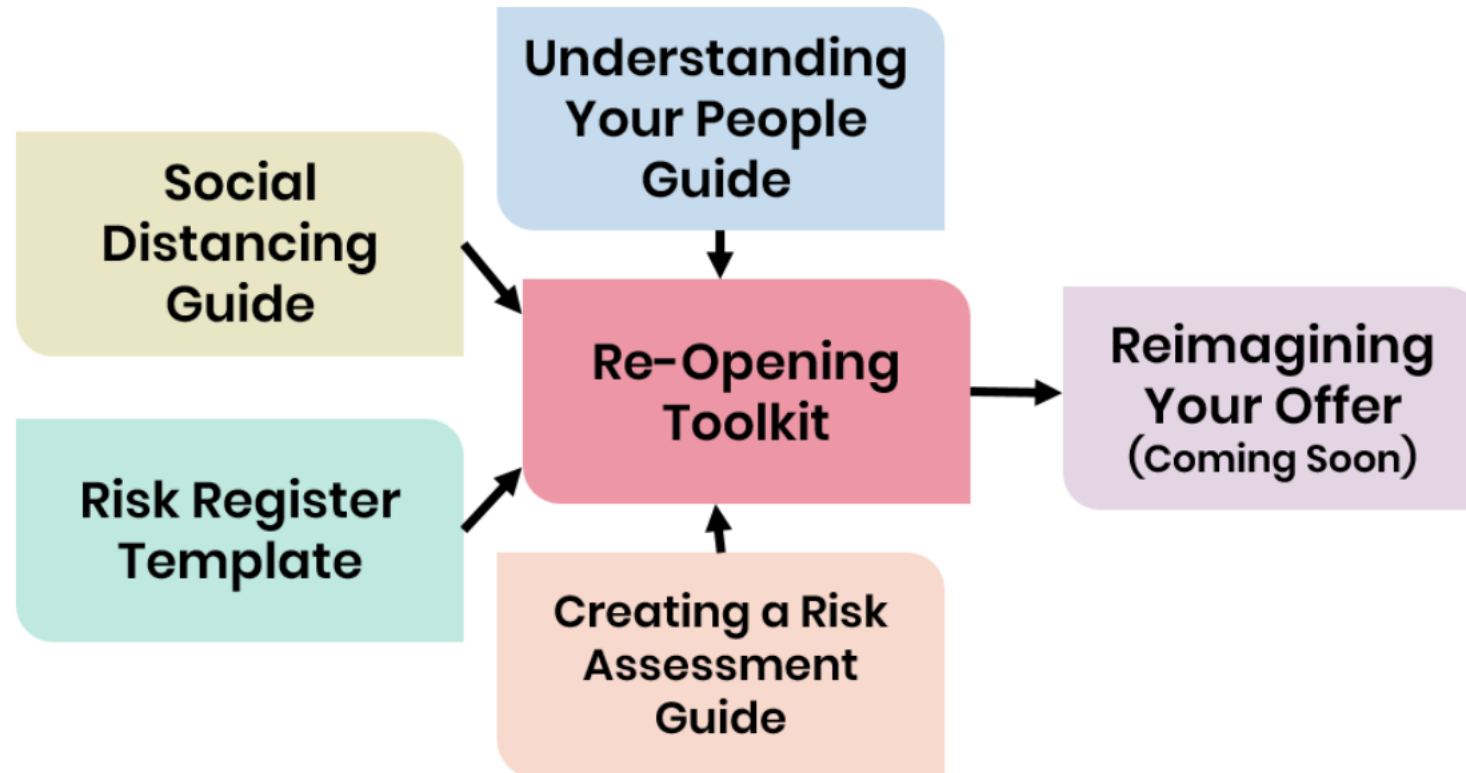 Understanding
Your People
Guide
Social
Distancing
Guide
Re-Opening
Toolkit
Reimagining
Your Offer
(Coming Soon)
Risk Register
Template
Creating a Risk
Assessment
Guide